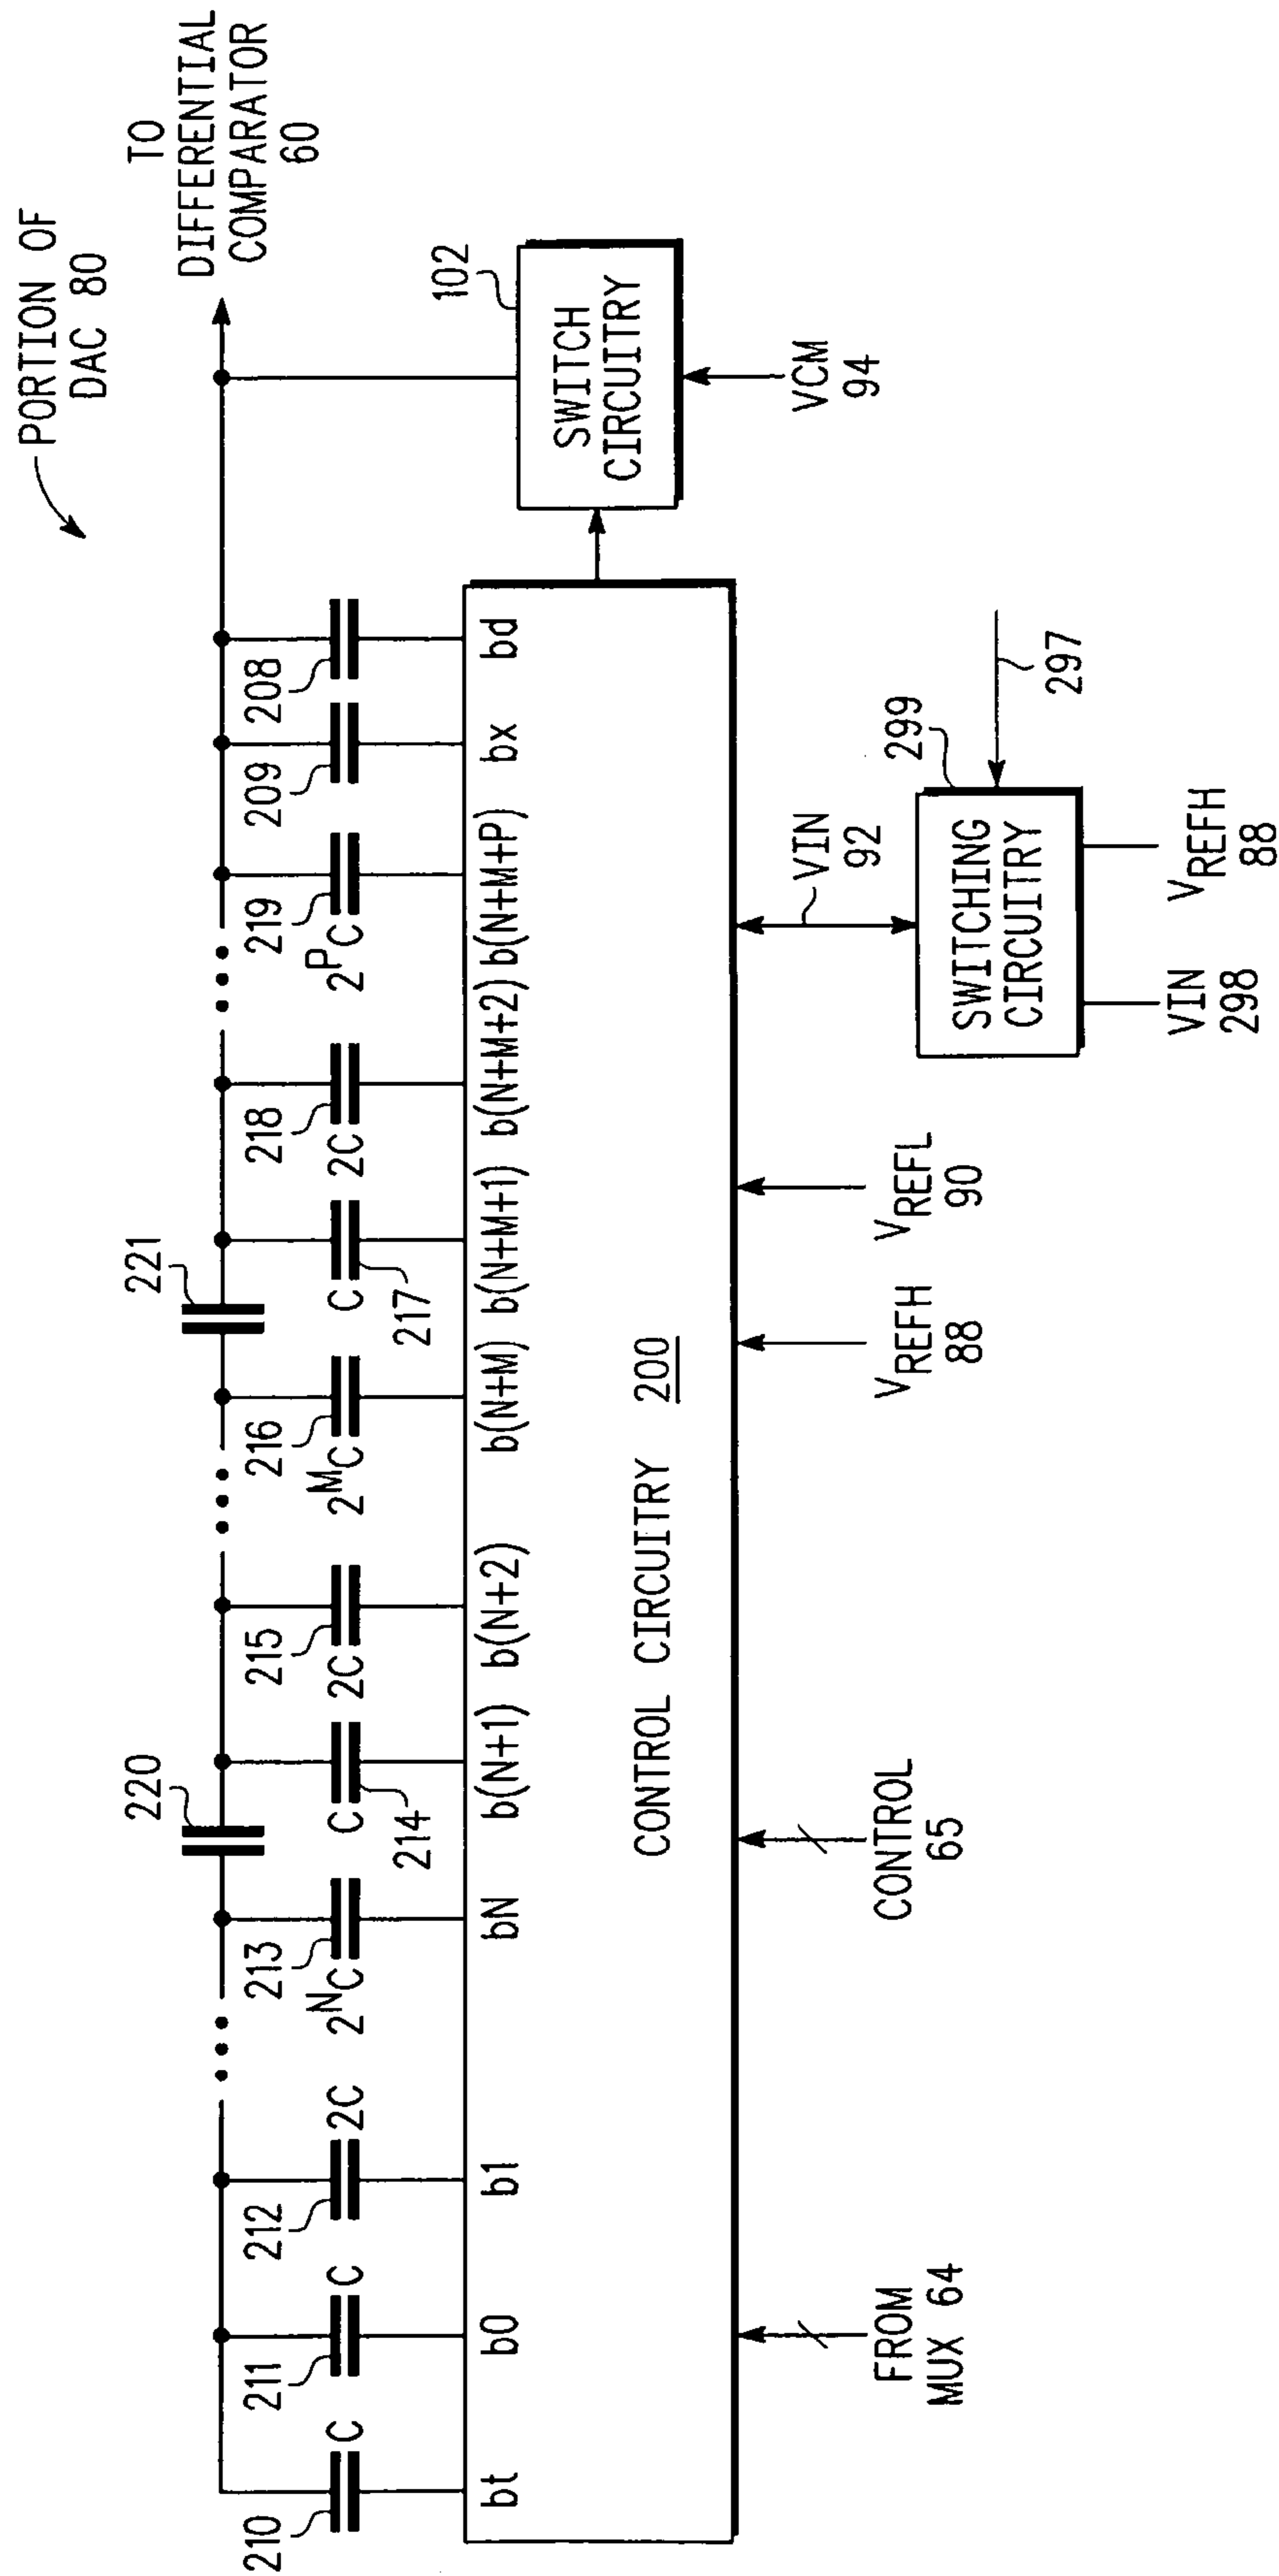 PORTION OF
DAC 80
TO
DIFFERENTIAL
COMPARATOR
60
220
221
210
C
211
C
212
2C
213
2^N C
C
214
215
2C
216
2^M C
C
217
218
2C
219
2^P C
209
208
102
bt
b0
b1
bN
b(N+1)
b(N+2)
b(N+M)
b(N+M+1)
b(N+M+2)
b(N+M+P)
bx
bd
SWITCH
CIRCUITRY
CONTROL CIRCUITRY 200
VCM
94
FROM
MUX 64
CONTROL
65
VREFH
88
VREFL
90
VIN
92
299
297
SWITCHING
CIRCUITRY
VIN
298
VREFH
88